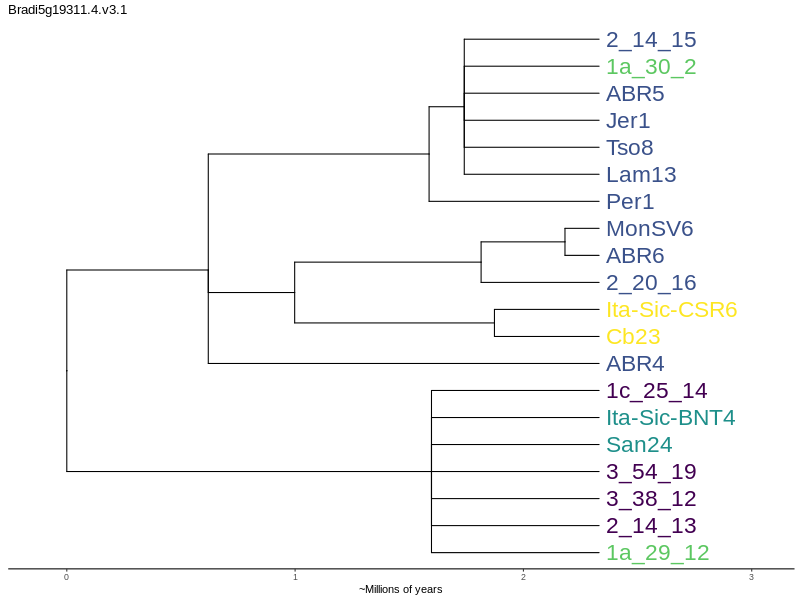 Bradi5g19311.4.v3.1
2_14_15
1a_30_2
ABR5
Jer1
Tso8
Lam13
Per1
MonSV6
ABR6
2_20_16
Ita-Sic-CSR6
Cb23
ABR4
1c_25_14
Ita-Sic-BNT4
San24
3_54_19
3_38_12
2_14_13
1a_29_12
0 1 2 3
~Millions of years